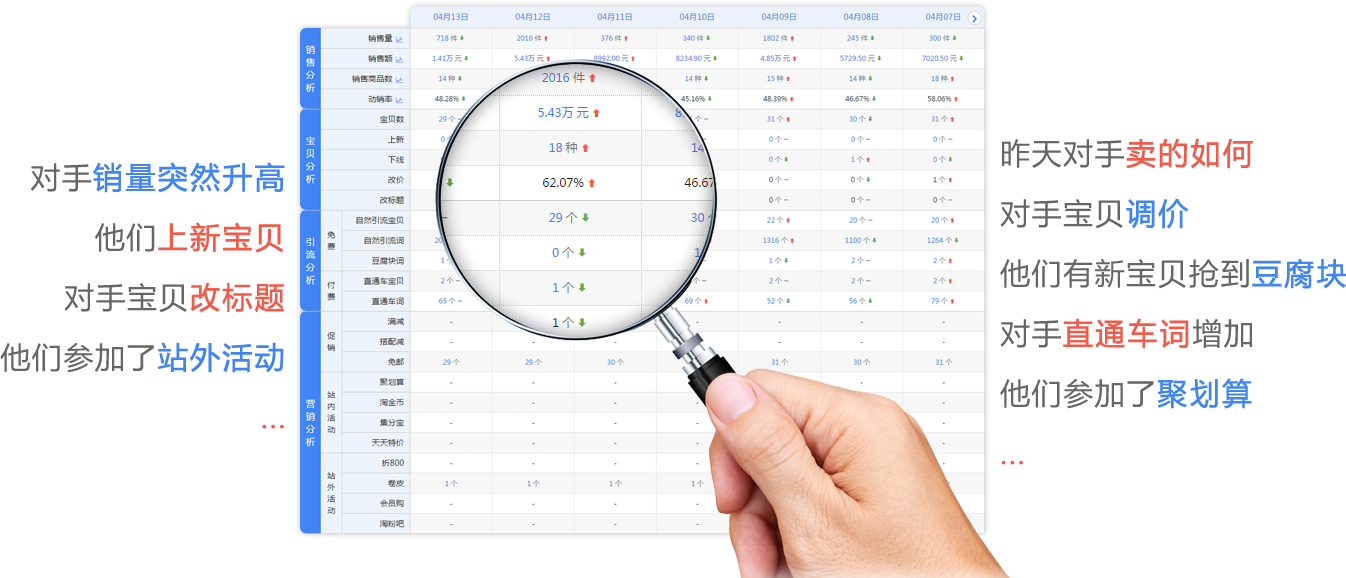 04月13日 04月12日 04月11日 04月10日 04月09日 04月08日 04月07日
销售分析
销售量 718 件 2016 件 376 件 340 件 1802 件 245 件 300 件
销售额 1.41万 元 5.43万 元 8992.00 元 8234.90 元 4.85万 元 5729.50 元 7020.50 元
销售商品数 14 种 14 种 15 种 14 种 18 种
动销率 48.28% 45.16% 48.39% 46.67% 58.06%
宝贝分析
宝贝数 29 个 31 个 30 个 31 个
上新 0 个 0 个 0 个
下线 0 个 1 个 0 个
改价 0 个 0 个 1 个
改标题 0 个 0 个 0 个
引流分析
免费
自然引流宝贝 22 个 20 个 20 个
自然引流词 1316 个 1100 个 1264 个
豆腐块词 1 个 2 个 2 个
付费
直通车宝贝 2 个 2 个 2 个 2 个
直通车词 65 个 69 个 52 个 56 个 79 个
营销分析
促销
满减 - - - - - - -
搭配减 - - - - -
免邮 29 个 29 个 30 个 31 个 30 个 31 个
站内活动
聚划算 - - - - -
淘金币 - - - - -
集分宝 - - - -
天天特价 - - - -
站外活动
折800 - - - -
卷皮 1 个 1 个 1 个 1 个
会员购 - - -
淘粉吧 - - -
2016 件
5.43万 元
18 种 14
62.07% 46.67
29 个 30
0 个
1 个
1 个
对手销量突然升高
他们上新宝贝
对手宝贝改标题
他们参加了站外活动
...
昨天对手卖的如何
对手宝贝调价
他们有新宝贝抢到豆腐块
对手直通车词增加
他们参加了聚划算
...